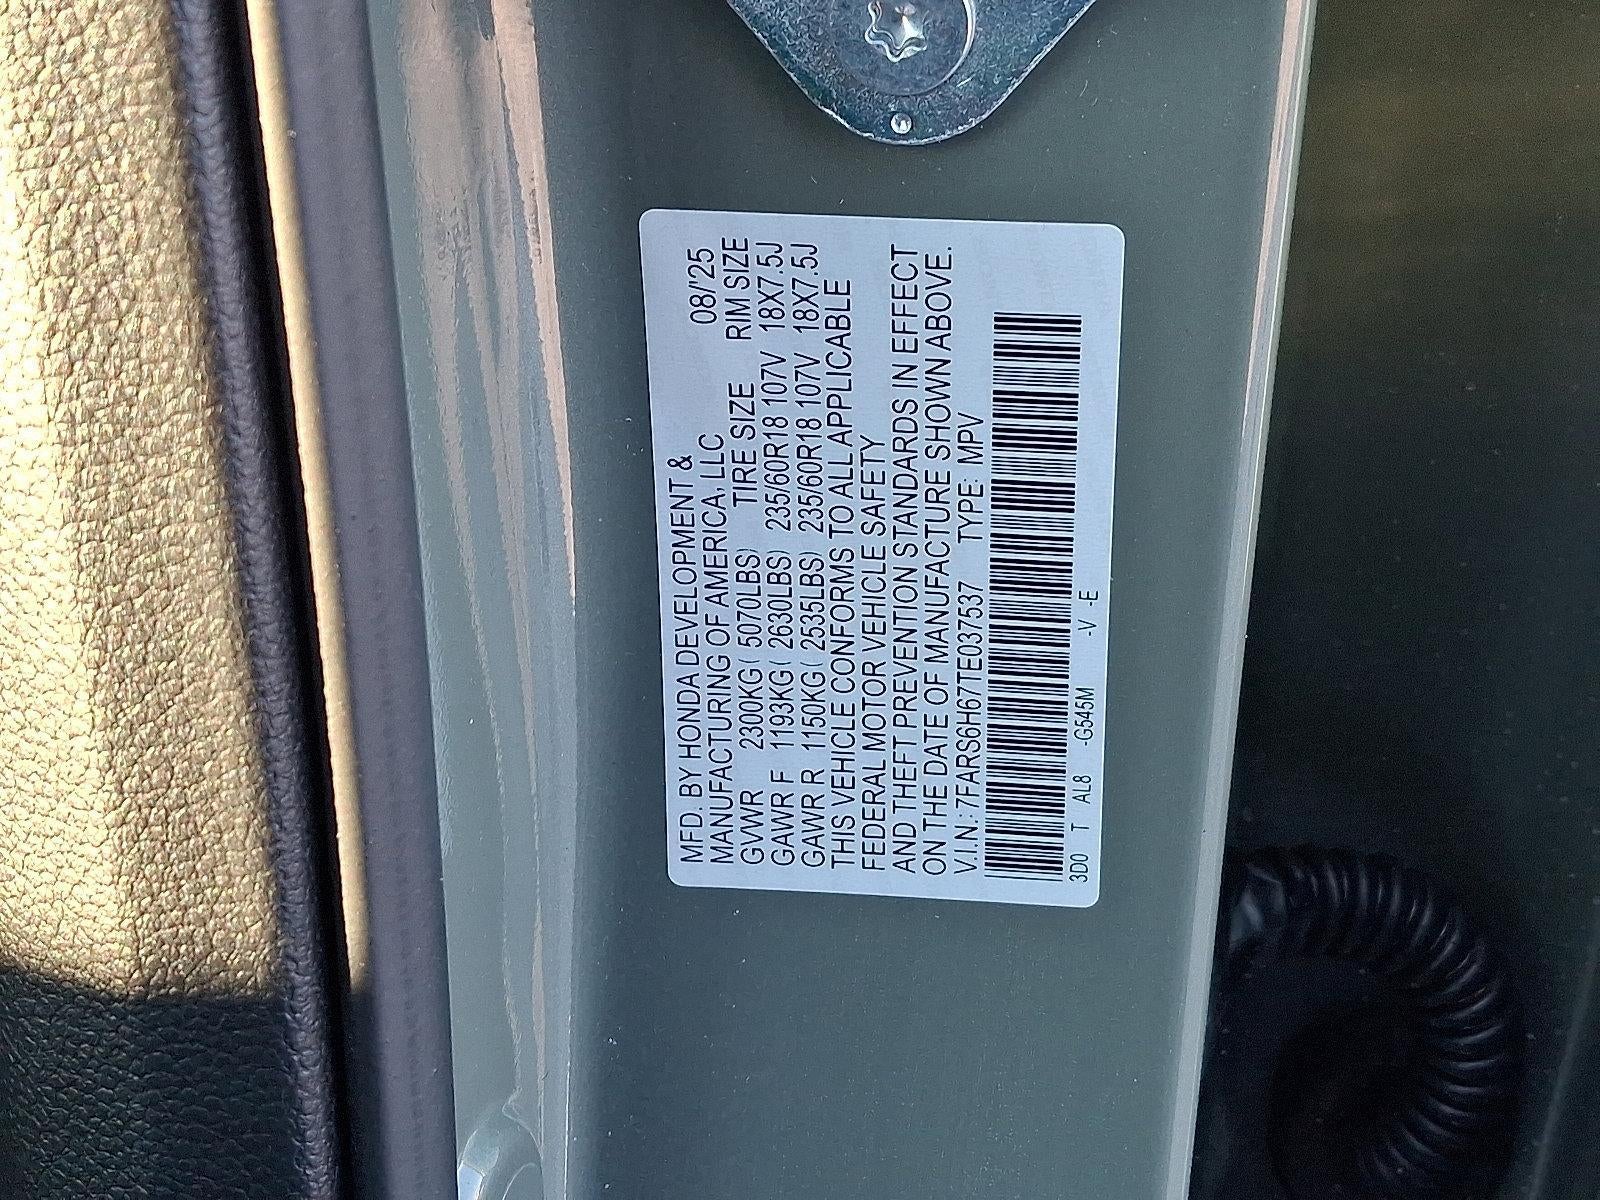 MFD. BY HONDA DEVELOPMENT &
MANUFACTURING OF AMERICA, LLC 08/'25
GVWR 2300KG ( 5070LBS) TIRE SIZE RIM SIZE
GAWR F 1193KG ( 2630LBS) 235/60R18 107V 18X7.5J
GAWR R 1150KG ( 2535LBS) 235/60R18 107V 18X7.5J
THIS VEHICLE CONFORMS TO ALL APPLICABLE
FEDERAL MOTOR VEHICLE SAFETY
AND THEFT PREVENTION STANDARDS IN EFFECT
ON THE DATE OF MANUFACTURE SHOWN ABOVE.
V.I.N.: 7FARS6H67TE037537 TYPE: MPV
3D0 T AL8 -G545M -V -E